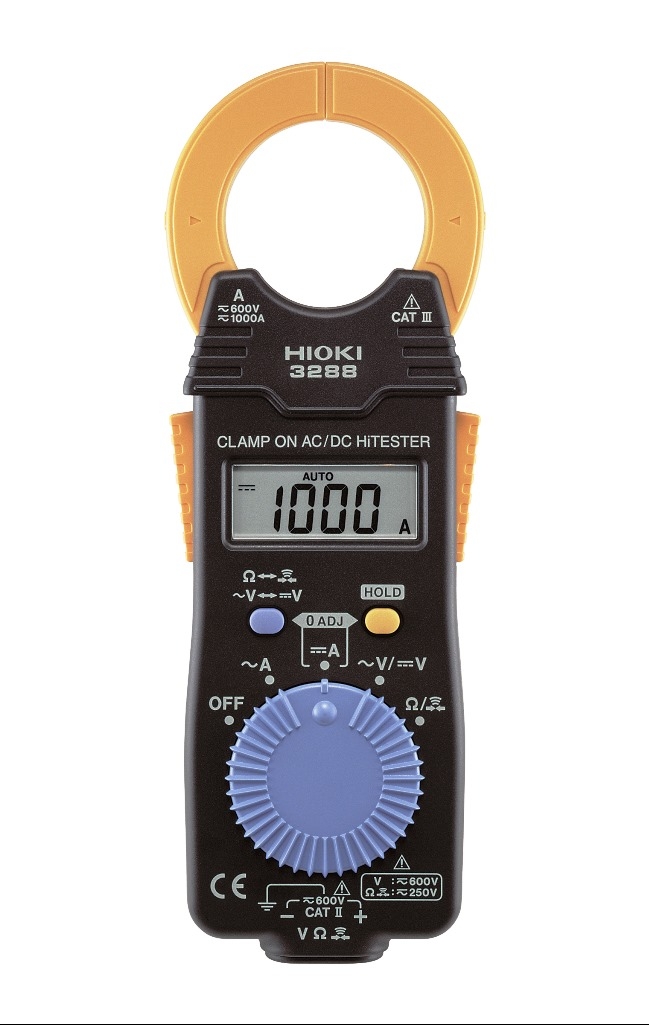 A
⎓∼600V
⎓∼1000A
⚠
CAT III
HIOKI
3288
CLAMP ON AC/DC HiTESTER
AUTO
1000 A
Ω↔
∼V↔⎓V
HOLD
0 ADJ
⎓A
∼A
∼V/⎓V
OFF
Ω/
CE
⚠
V :⎓∼600V
Ω :⎓∼250V
⚠
⎓∼600V
− CAT II +
V Ω